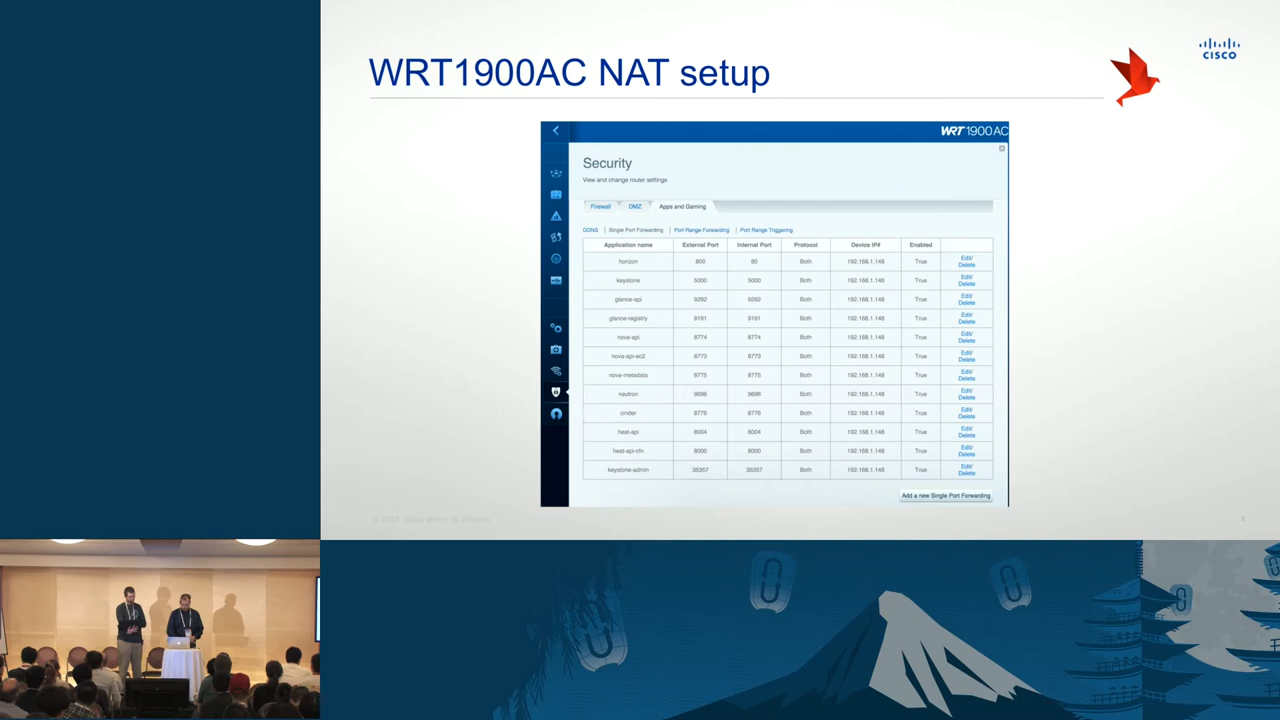 WRT1900AC NAT setup
CISCO
WRT 1900AC
Security
View and change router settings
Firewall DMZ Apps and Gaming
DDNS | Single Port Forwarding | Port Range Forwarding | Port Range Triggering
Application name External Port Internal Port Protocol Device IP# Enabled
horizon 800 80 Both 192.168.1.148 True Edit/ Delete
keystone 5000 5000 Both 192.168.1.148 True Edit/ Delete
glance-api 9292 9292 Both 192.168.1.148 True Edit/ Delete
glance-registry 9191 9191 Both 192.168.1.148 True Edit/ Delete
nova-api 8774 8774 Both 192.168.1.148 True Edit/ Delete
nova-api-ec2 8773 8773 Both 192.168.1.148 True Edit/ Delete
nova-metadata 8775 8775 Both 192.168.1.148 True Edit/ Delete
neutron 9696 9696 Both 192.168.1.148 True Edit/ Delete
cinder 8776 8776 Both 192.168.1.148 True Edit/ Delete
heat-api 8004 8004 Both 192.168.1.148 True Edit/ Delete
heat-api-cfn 8000 8000 Both 192.168.1.148 True Edit/ Delete
keystone-admin 35357 35357 Both 192.168.1.148 True Edit/ Delete
Add a new Single Port Forwarding
5